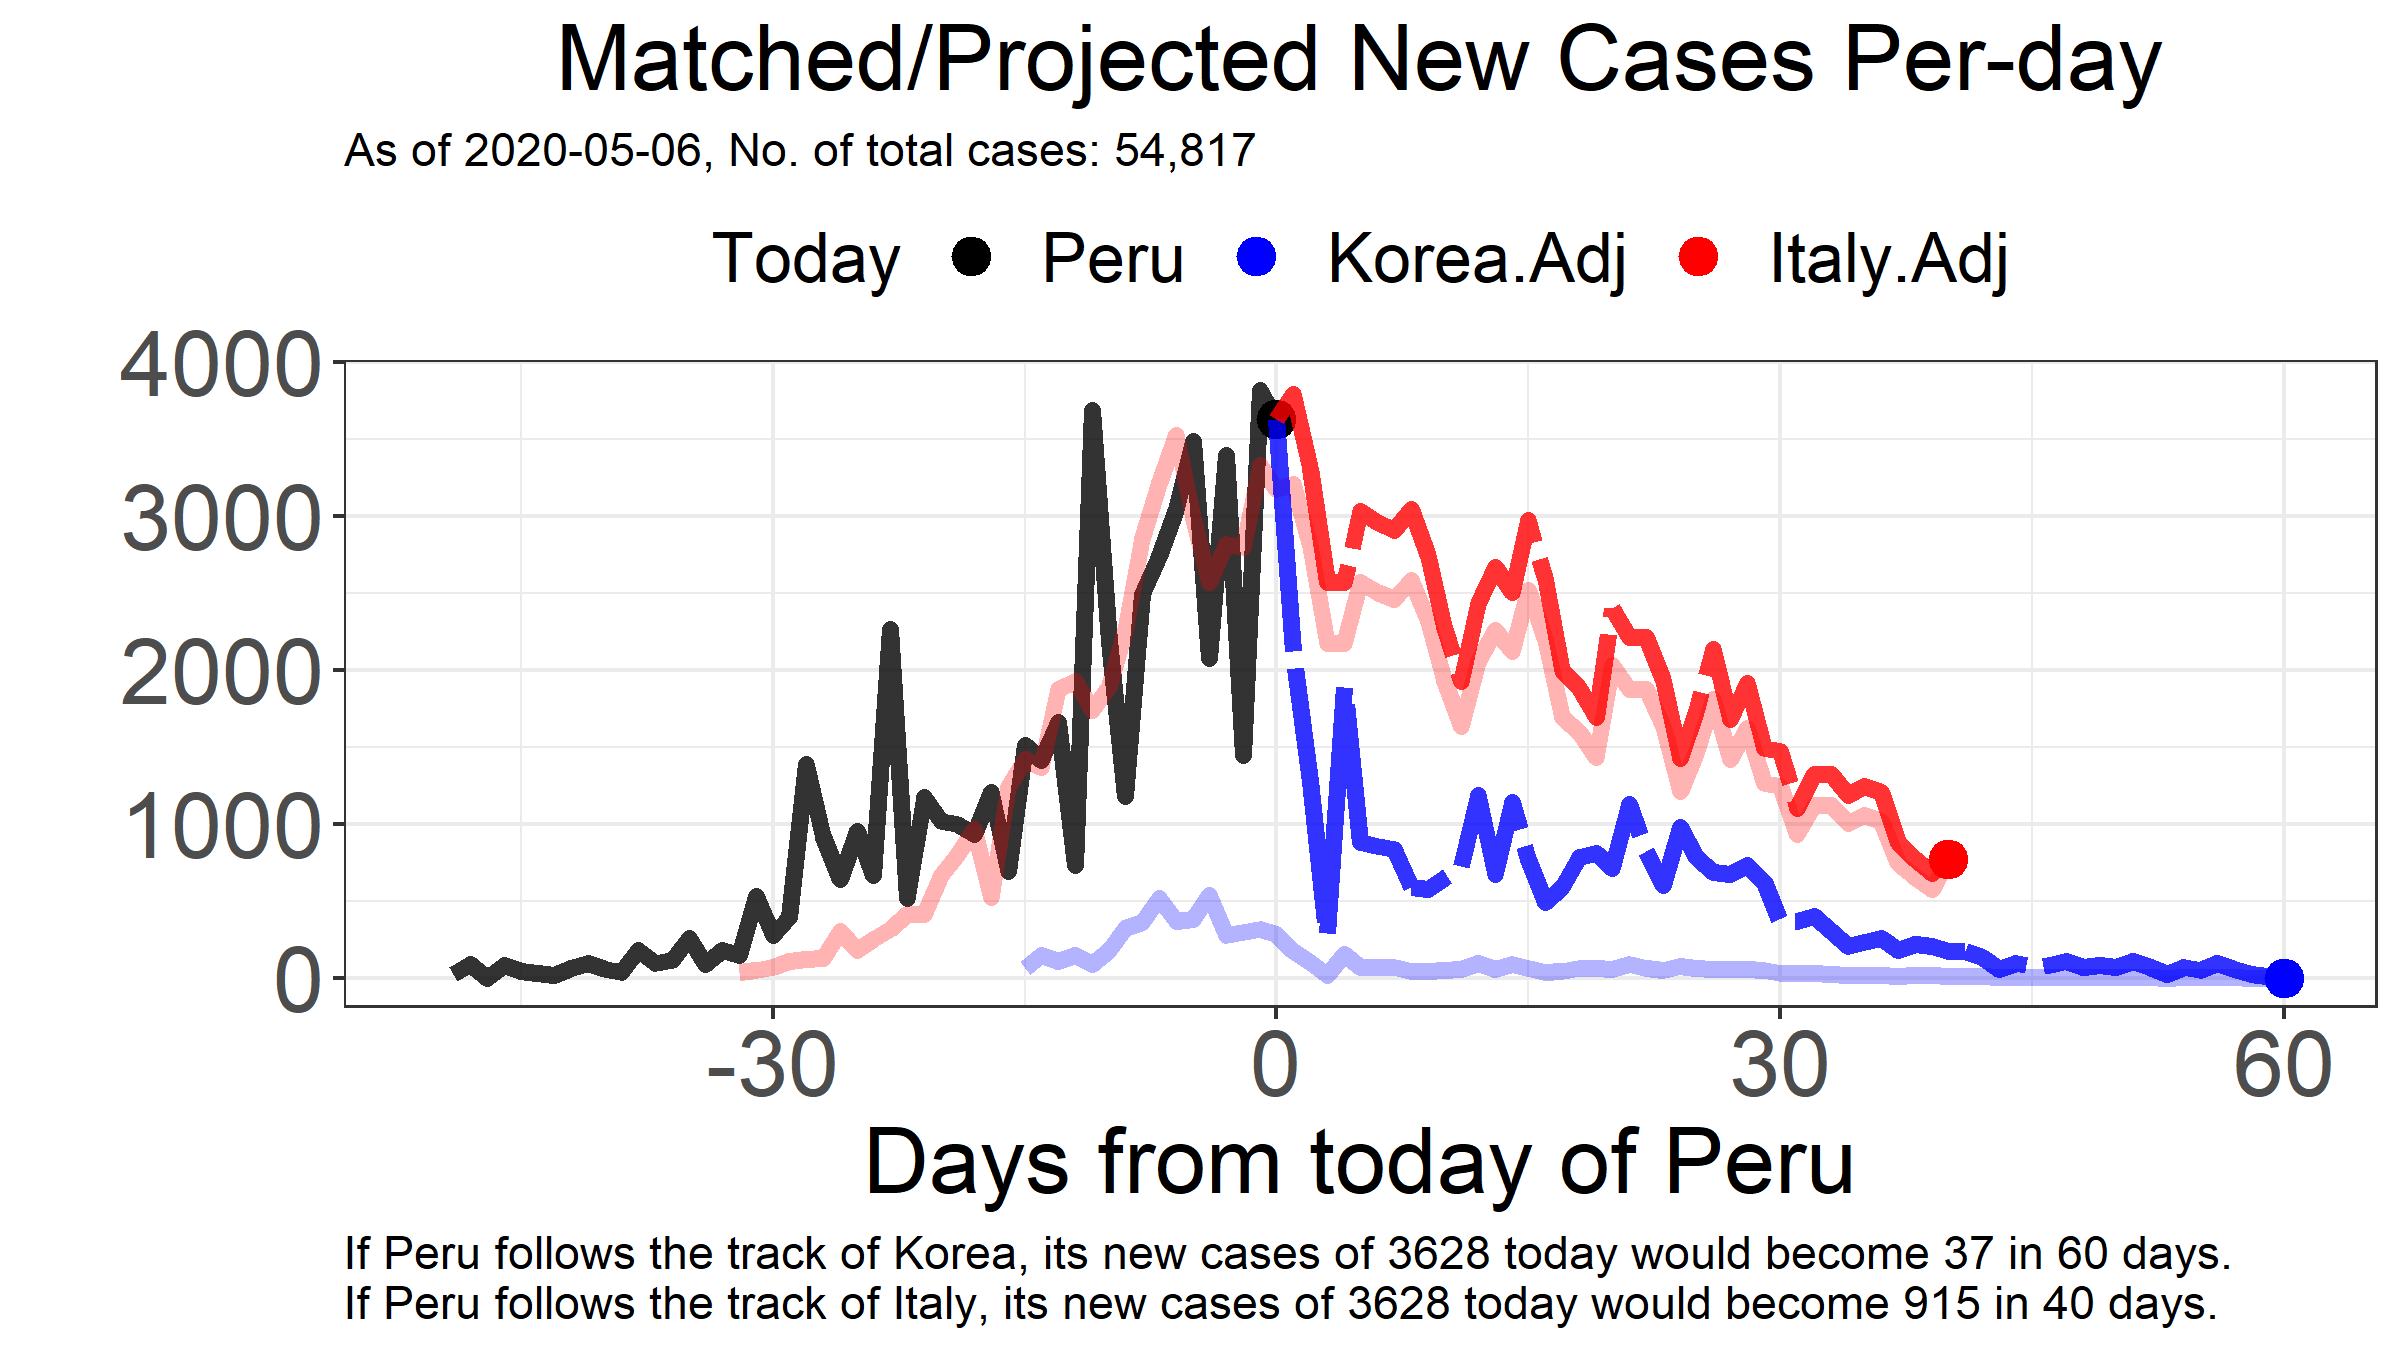 Matched/Projected New Cases Per-day
As of 2020-05-06, No. of total cases: 54,817
Today Peru Korea.Adj Italy.Adj
4000
3000
2000
1000
0
-30 0 30 60
Days from today of Peru
If Peru follows the track of Korea, its new cases of 3628 today would become 37 in 60 days.
If Peru follows the track of Italy, its new cases of 3628 today would become 915 in 40 days.